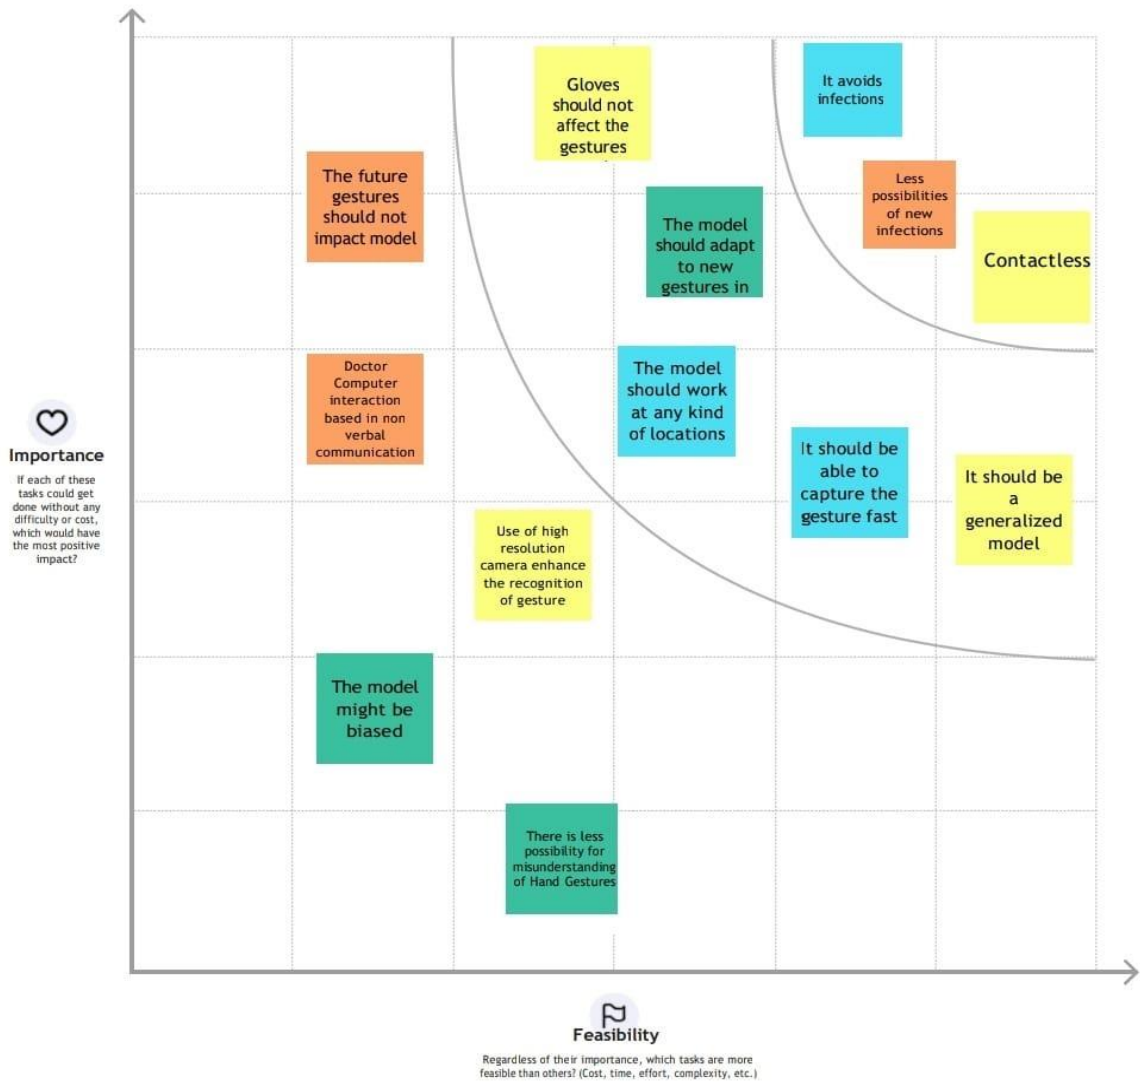 It avoids
infections
Gloves
should not
affect the
gestures
The future
gestures
should not
impact model
Less
possibilities
of new
infections
The model
should adapt
to new
gestures in
Contactless
Doctor
Computer
interaction
based in non
verbal
communication
The model
should work
at any kind
of locations
It should be
able to
capture the
gesture fast
It should be
a
generalized
model
Importance
If each of these
tasks could get
done without any
difficulty or cost,
which would have
the most positive
impact?
Use of high
resolution
camera enhance
the recognition
of gesture
The model
might be
biased
There is less
possibility for
misunderstanding
of Hand Gestures
Feasibility
Regardless of their importance, which tasks are more
feasible than others? (Cost, time, effort, complexity, etc.)